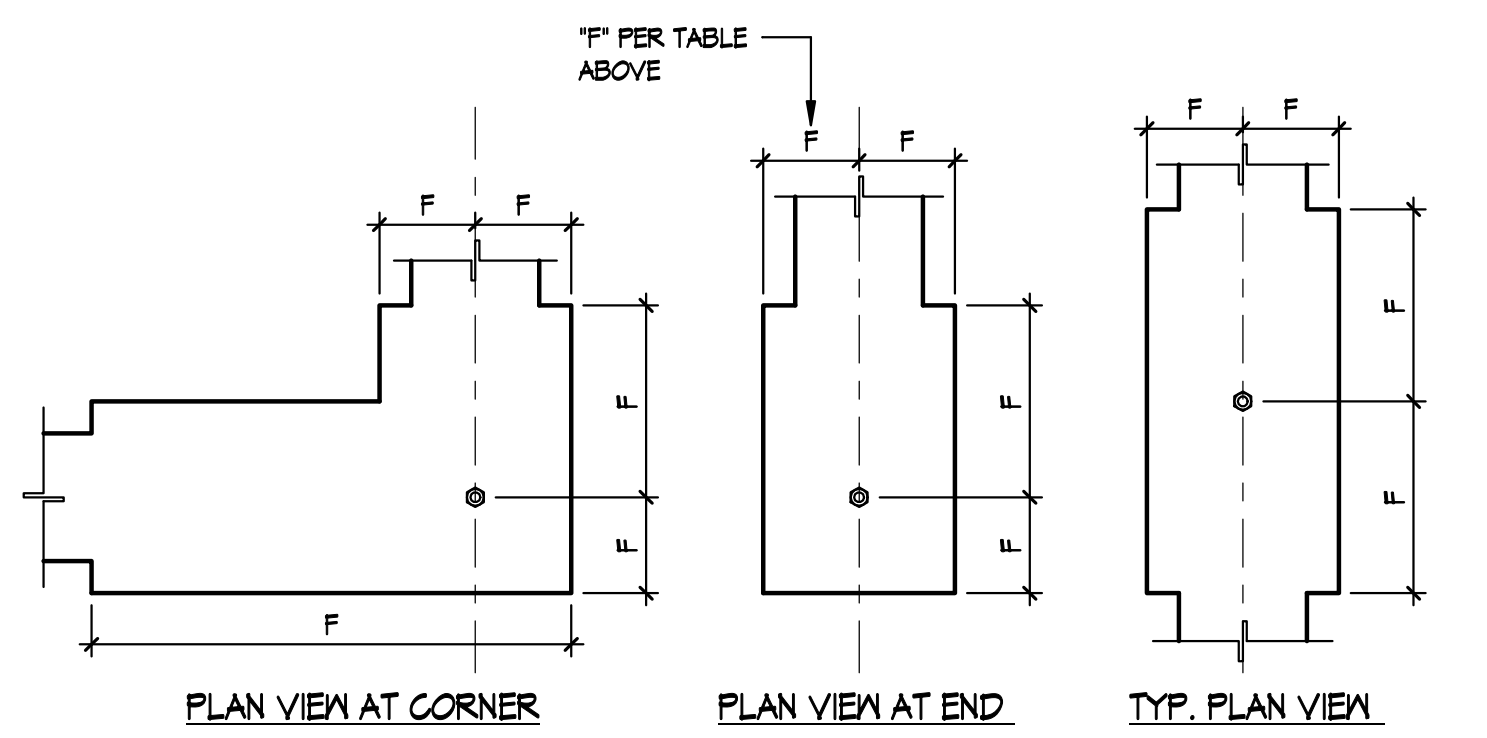 "F" PER TABLE
ABOVE
F F
F F
F F
F
F
F
F
F
F
F
PLAN VIEW AT CORNER
PLAN VIEW AT END
TYP. PLAN VIEW